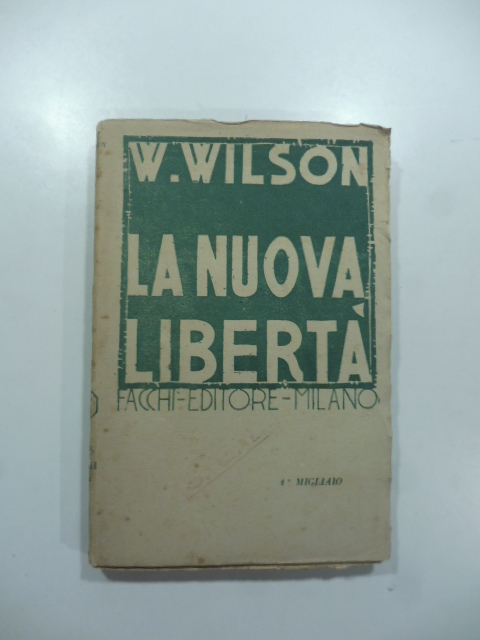 W. WILSON
LA NUOVA
LIBERTÀ
FACCHI-EDITORE-MILANO
1° MIGLIAIO